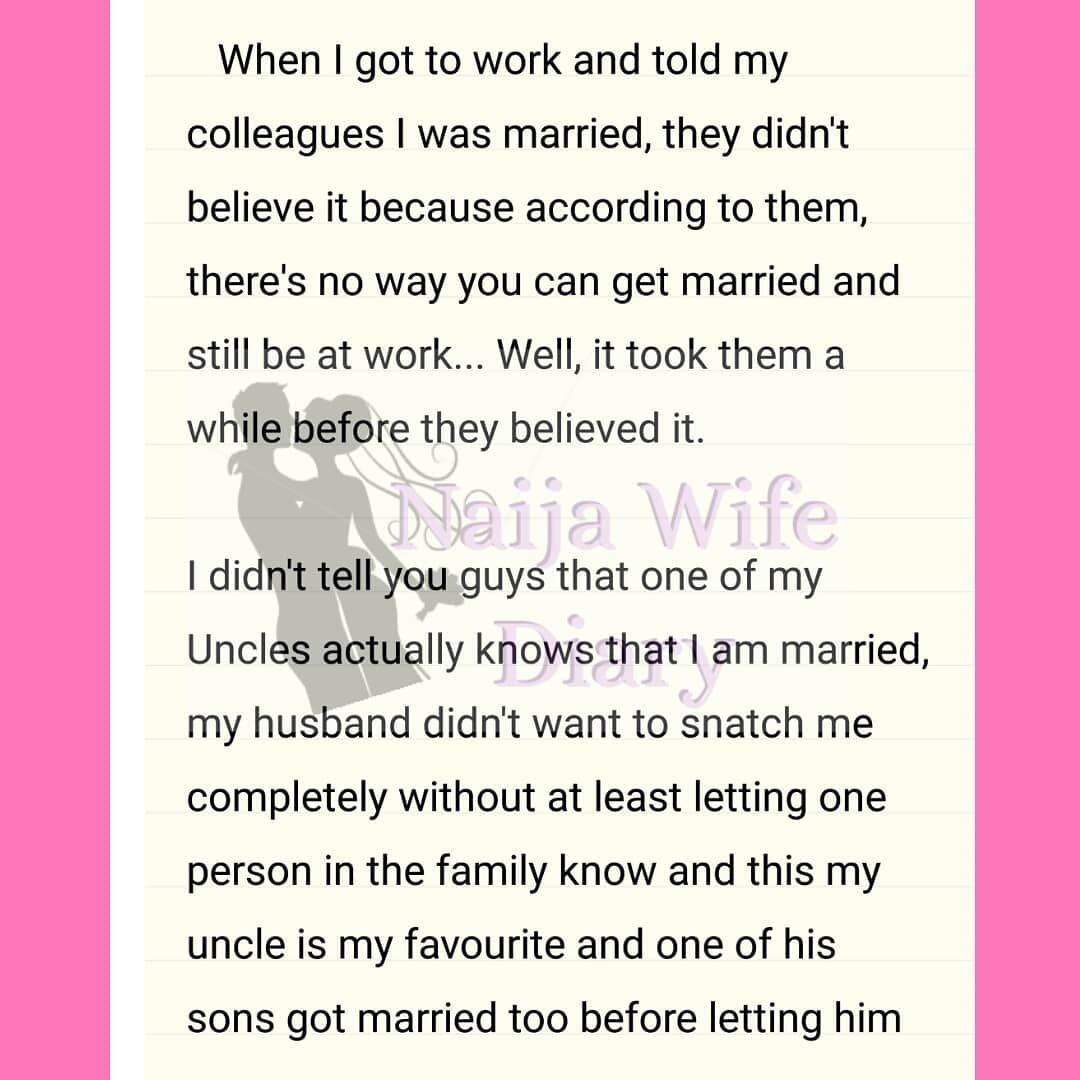 When I got to work and told my
colleagues I was married, they didn't
believe it because according to them,
there's no way you can get married and
still be at work... Well, it took them a
while before they believed it.
Naija Wife
Diary
I didn't tell you guys that one of my
Uncles actually knows that I am married,
my husband didn't want to snatch me
completely without at least letting one
person in the family know and this my
uncle is my favourite and one of his
sons got married too before letting him